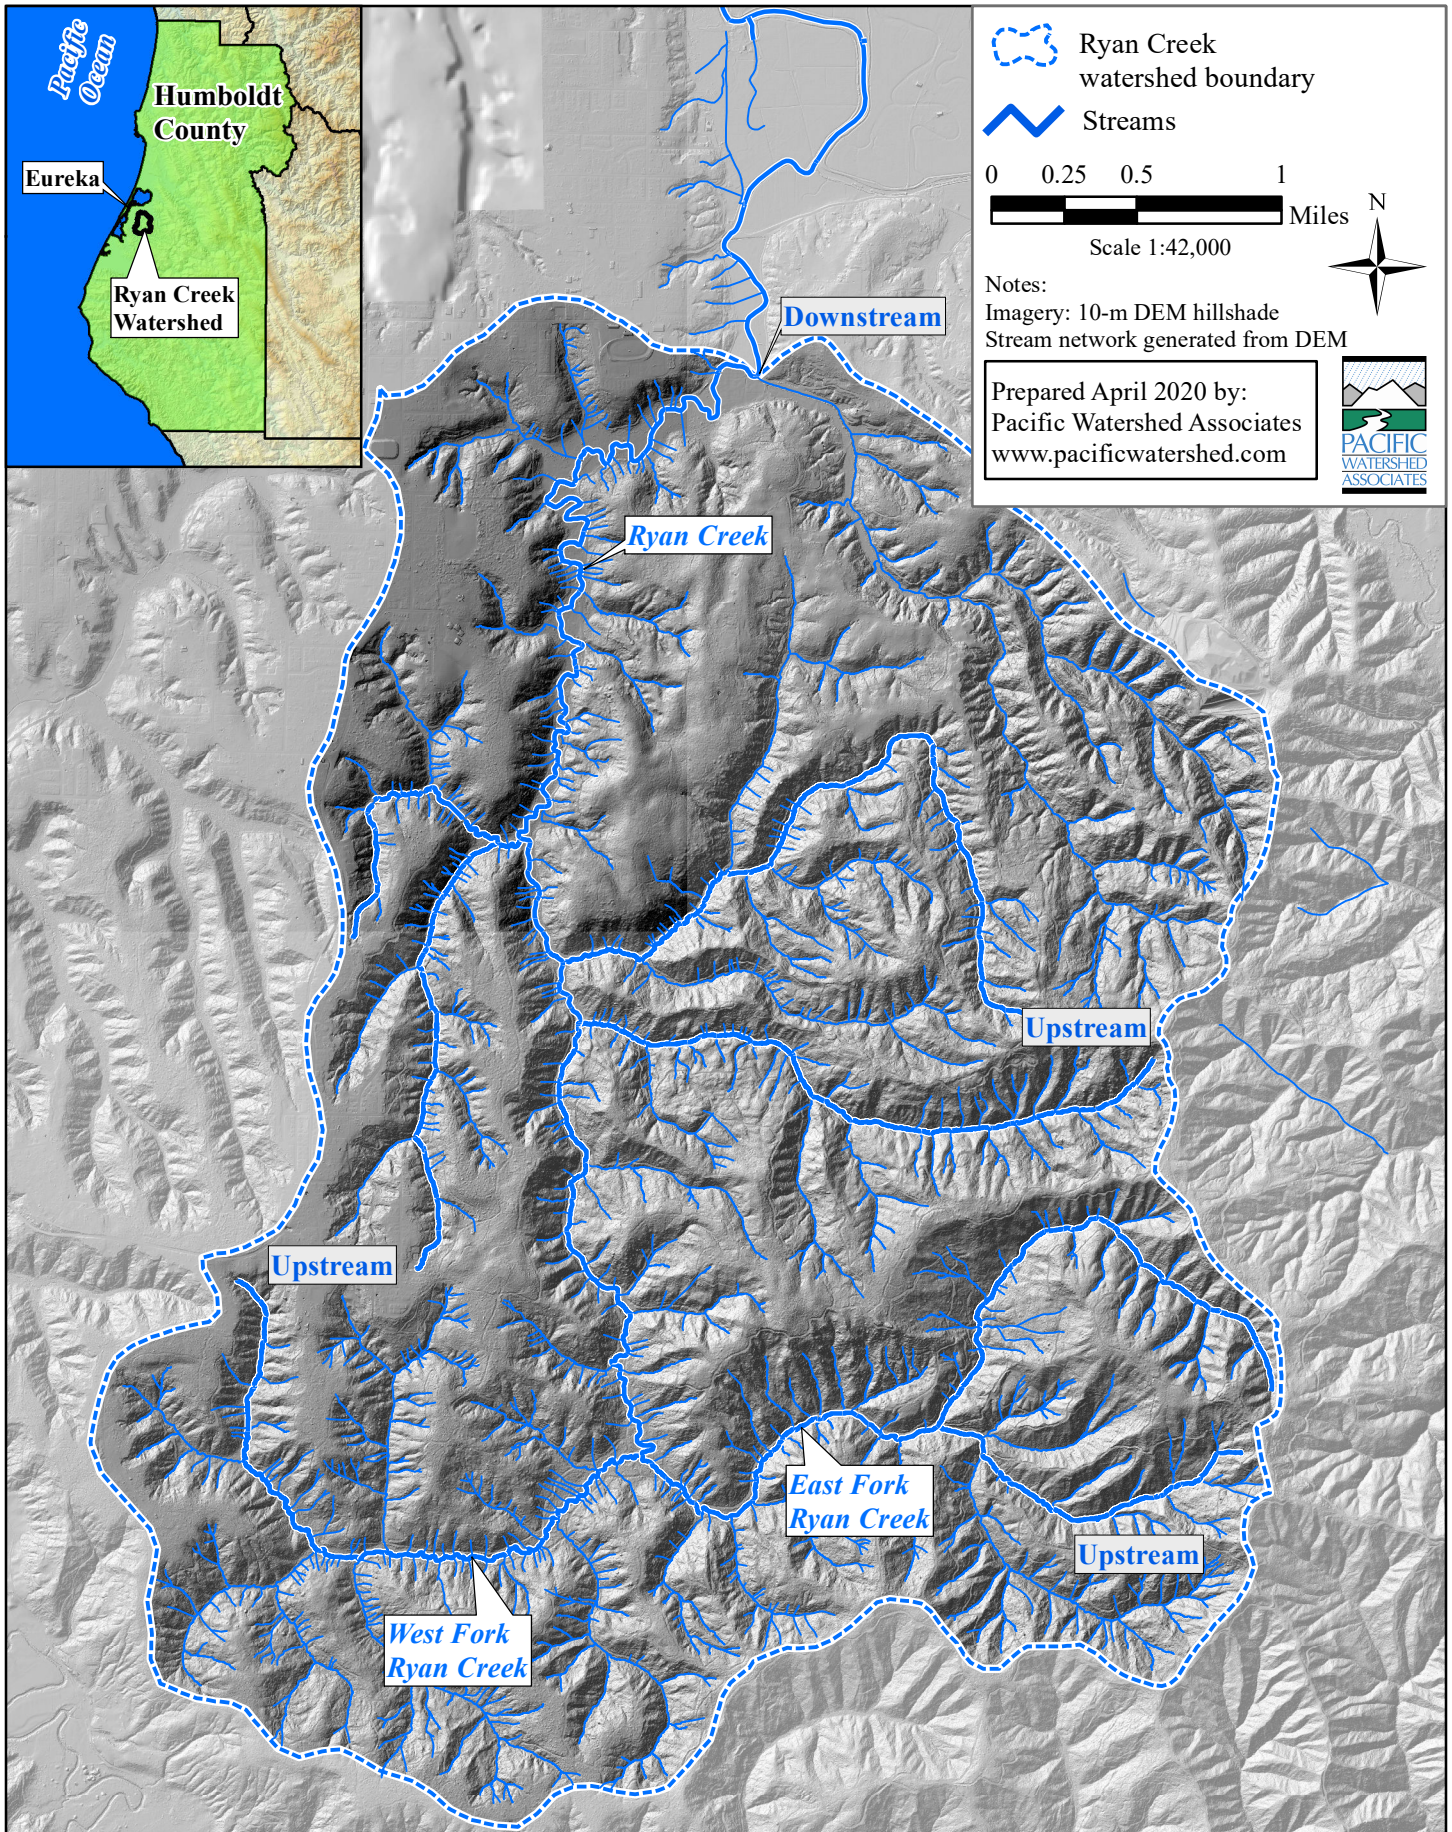 Pacific
Ocean
Humboldt
County
Eureka
Ryan Creek
Watershed
Ryan Creek
watershed boundary
Streams
0 0.25 0.5 1
Miles
Scale 1:42,000
N
Notes:
Imagery: 10-m DEM hillshade
Stream network generated from DEM
Prepared April 2020 by:
Pacific Watershed Associates
www.pacificwatershed.com
PACIFIC
WATERSHED
ASSOCIATES
Downstream
Ryan Creek
Upstream
Upstream
East Fork
Ryan Creek
Upstream
West Fork
Ryan Creek